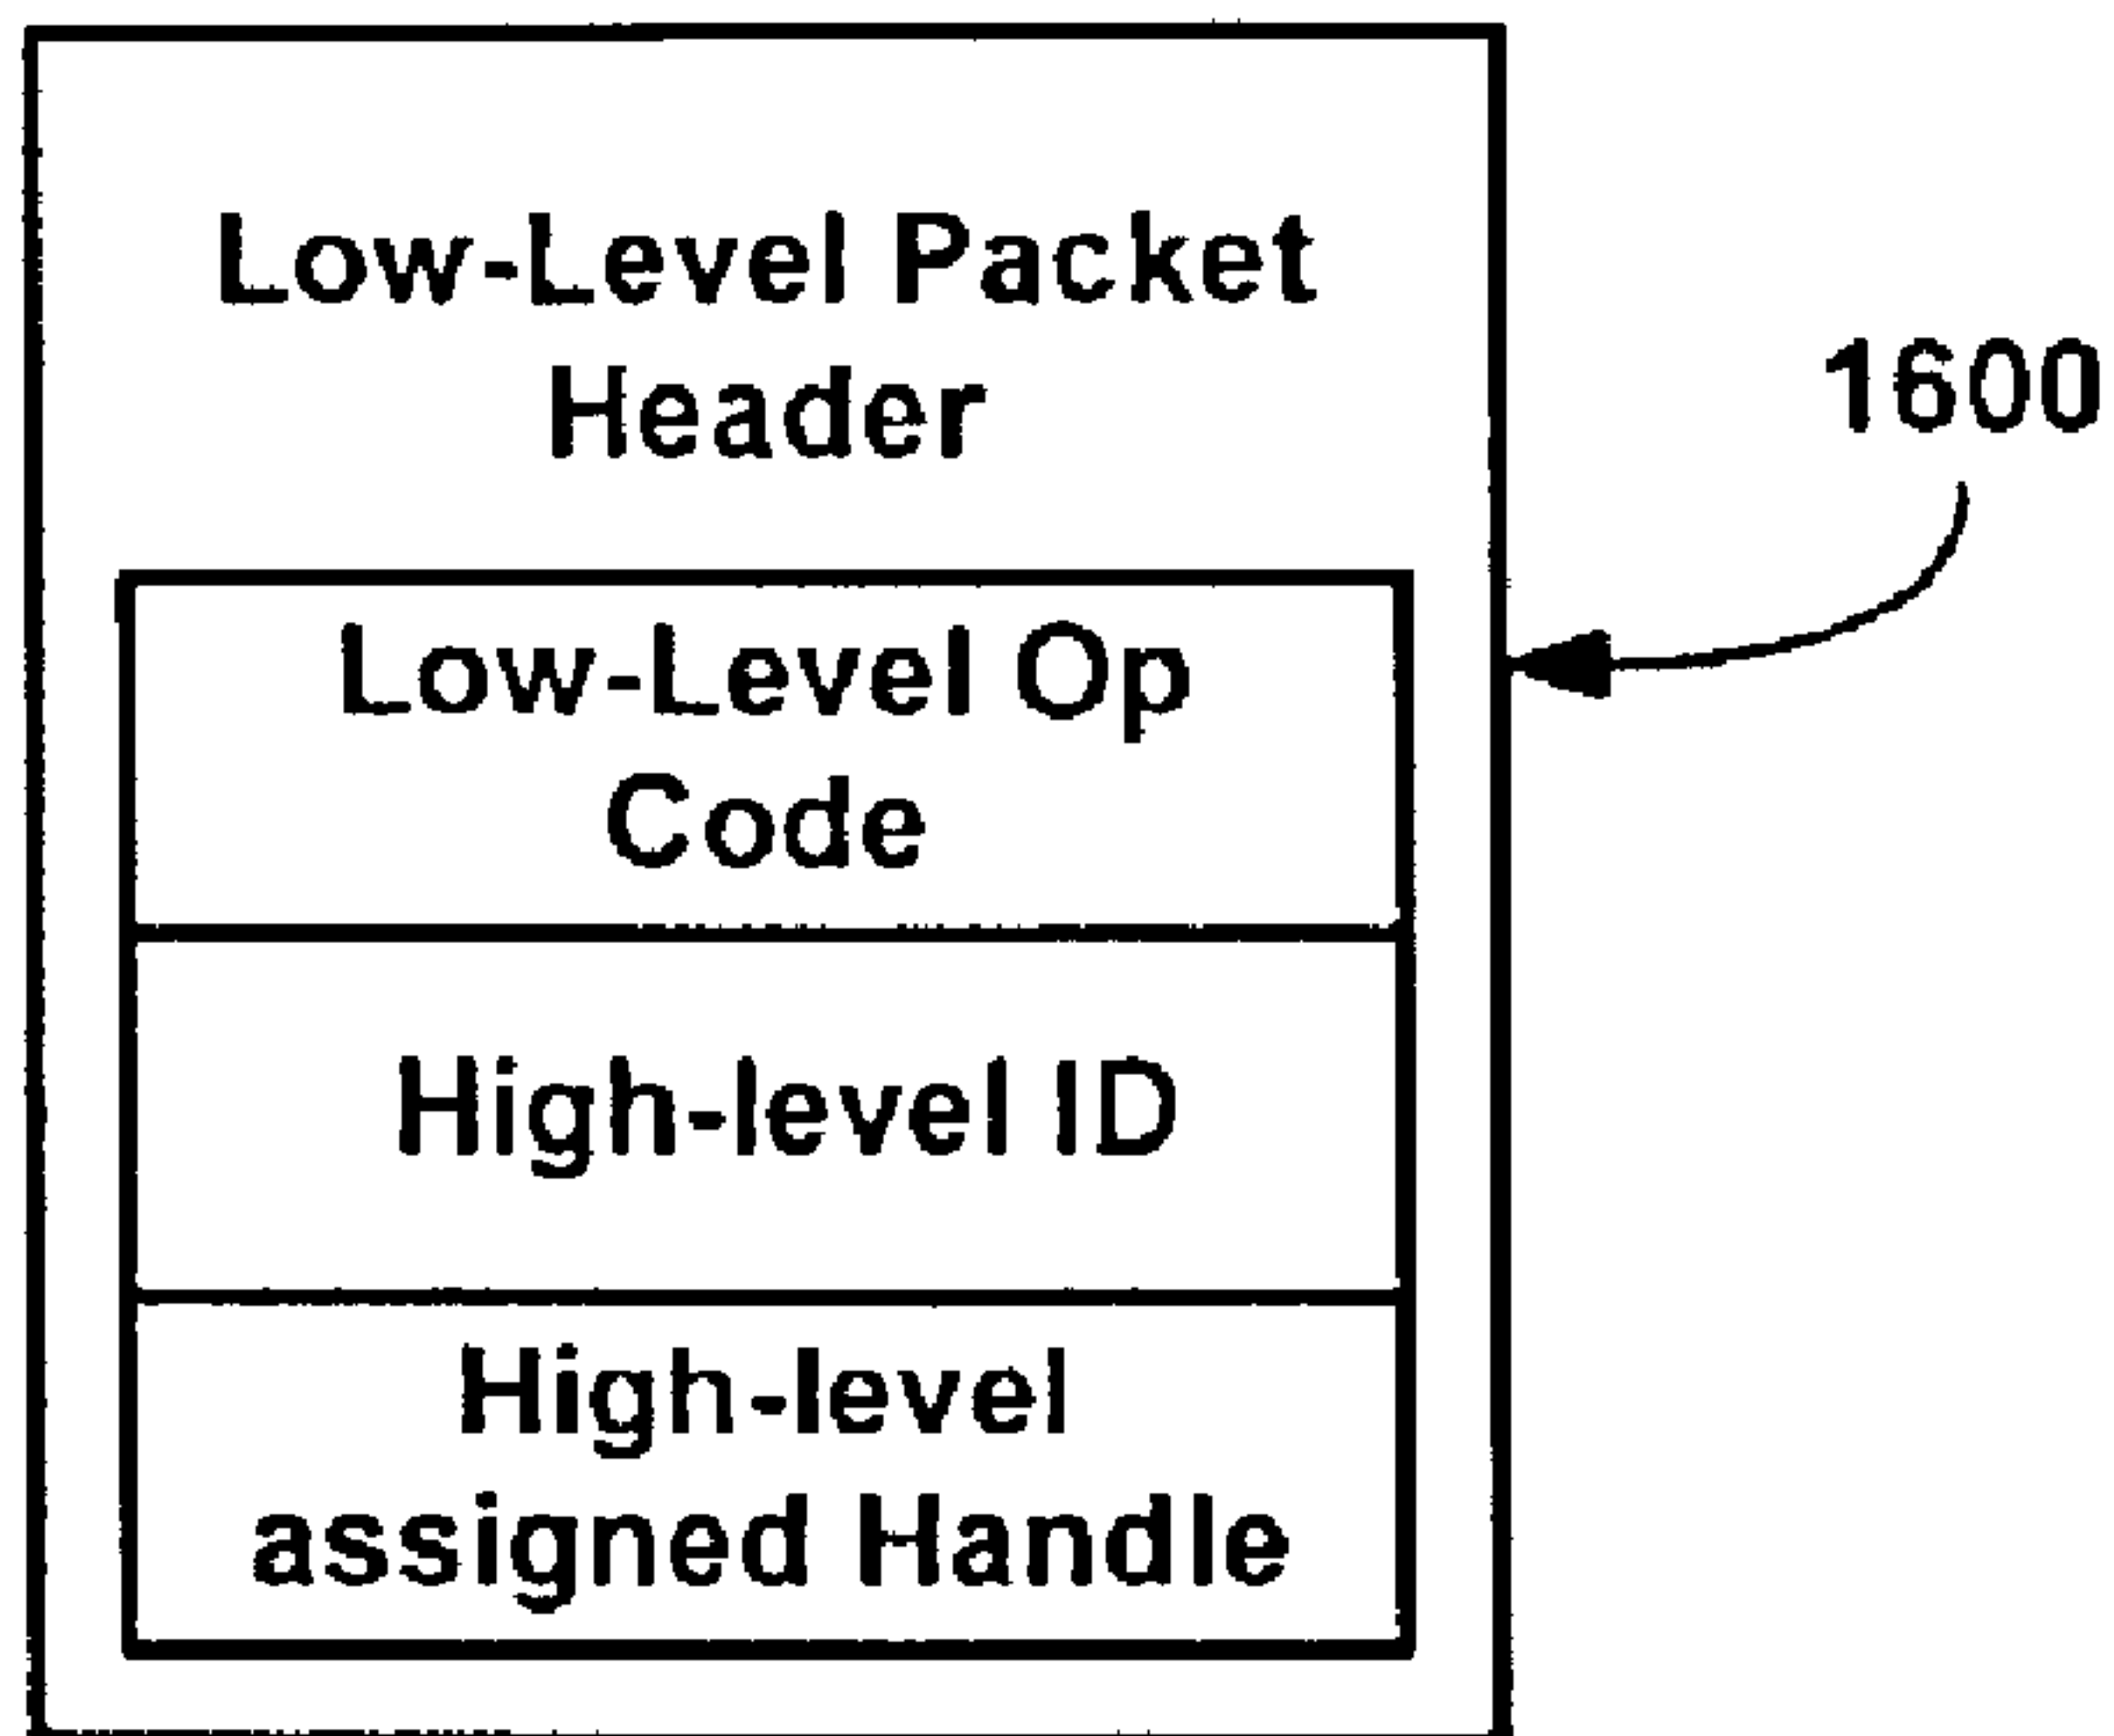 Low-Level Packet
Header
1600
Low-Level Op
Code
High-level ID
High-level
assigned Handle